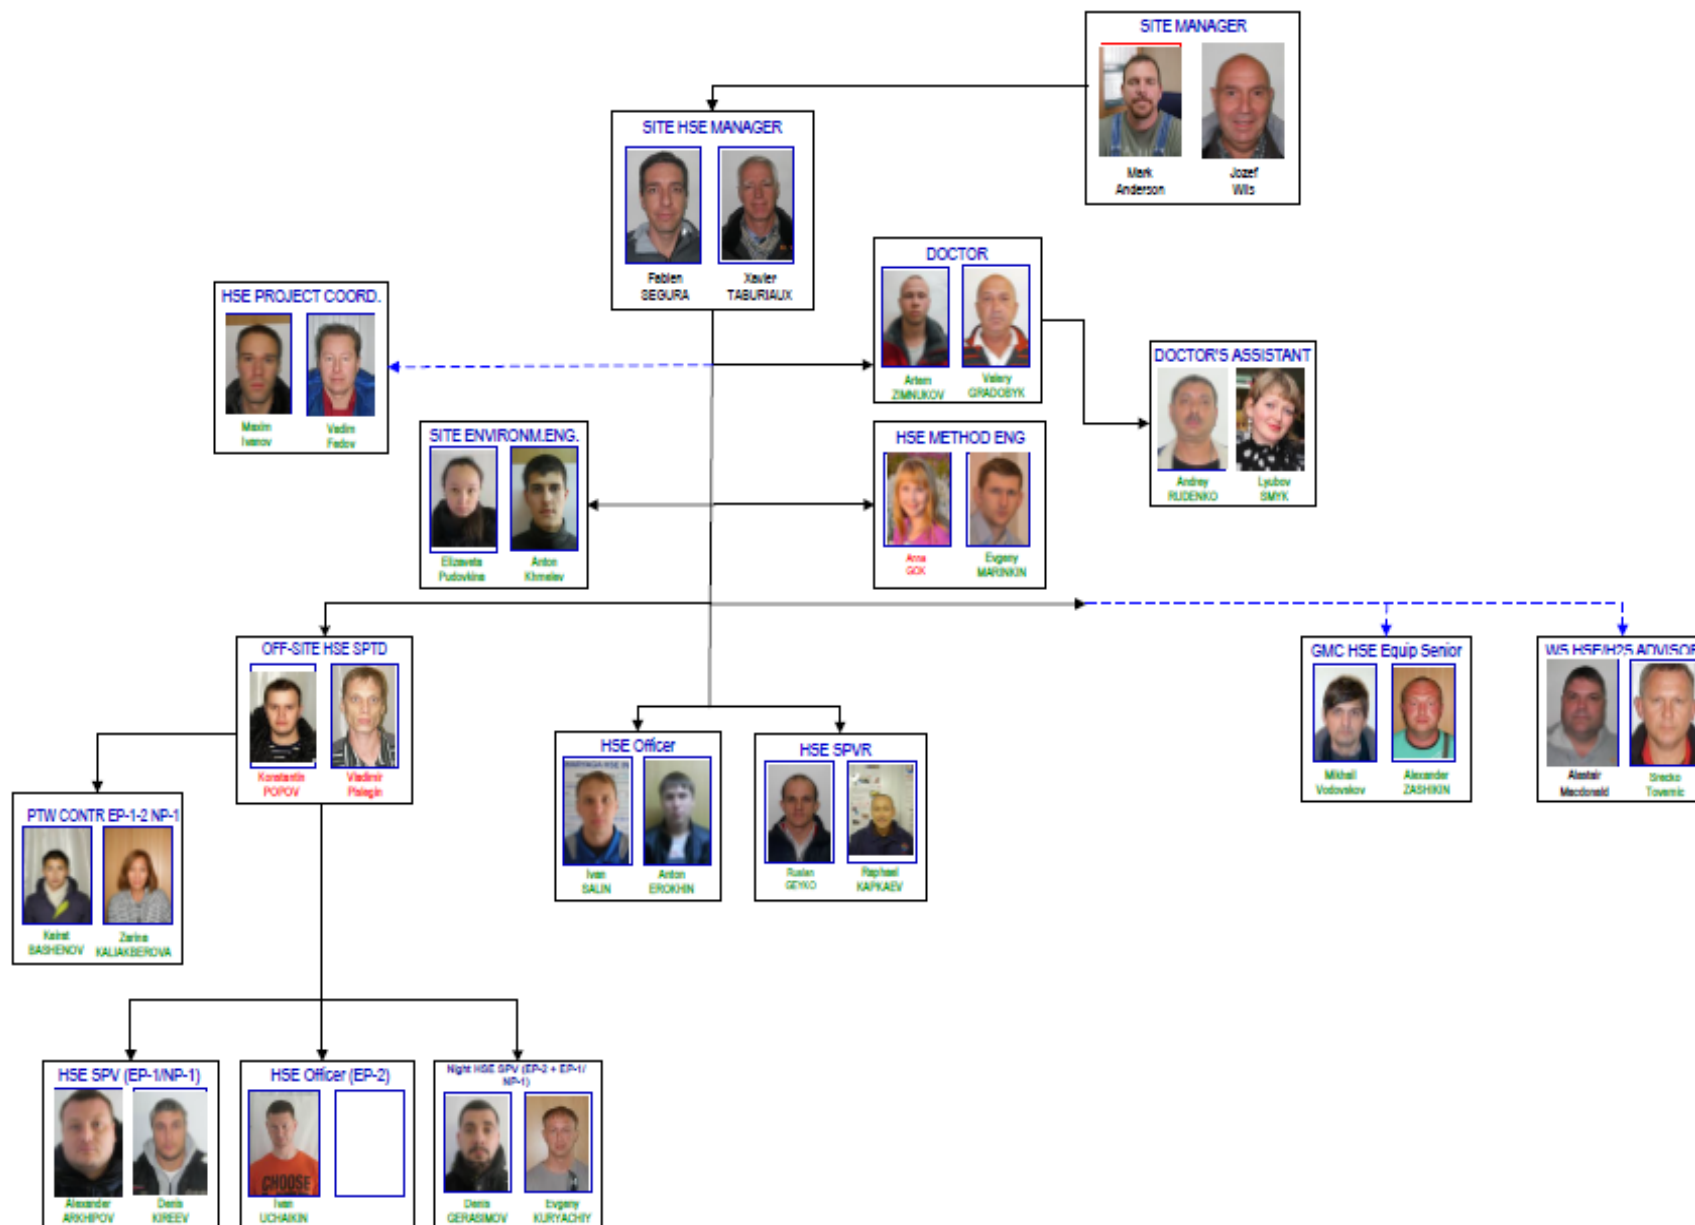 SITE MANAGER
Mark
Anderson
Jozef
Wils
SITE HSE MANAGER
Fabien
SEGURA
Xavier
TABURIAUX
DOCTOR
Artem
ZIMNUKOV
Valery
GRADOBYK
HSE PROJECT COORD.
Maxim
Ivanov
Vadim
Fedov
DOCTOR'S ASSISTANT
Andrey
RUDENKO
Lyubov
SMYK
SITE ENVIRONM.ENG.
Elizaveta
Pudovkina
Anton
Khmelev
HSE METHOD ENG
Anna
GOK
Evgeny
MARINKIN
OFF-SITE HSE SPTD
Konstantin
POPOV
Vladimir
Pislegin
GMC HSE Equip Senior
Mikhail
Vodovskov
Alexander
ZASHIKIN
WS HSE/H2S ADVISOR
Alastair
Macdonald
Srecko
Tovernic
HSE Officer
Ivan
SALIN
Anton
EROKHIN
HSE SPVR
Ruslan
GEYKO
Raphael
KAPKAEV
PTW CONTR EP-1-2 NP-1
Kairat
BASHENOV
Zarina
KALIAKBEROVA
HSE SPV (EP-1/NP-1)
Alexander
ARKHIPOV
Denis
KIREEV
HSE Officer (EP-2)
CHOOSE
Ivan
UCHAIKIN
Night HSE SPV (EP-2 + EP-1/
NP-1)
Denis
GERASIMOV
Evgeny
KURYACHIY